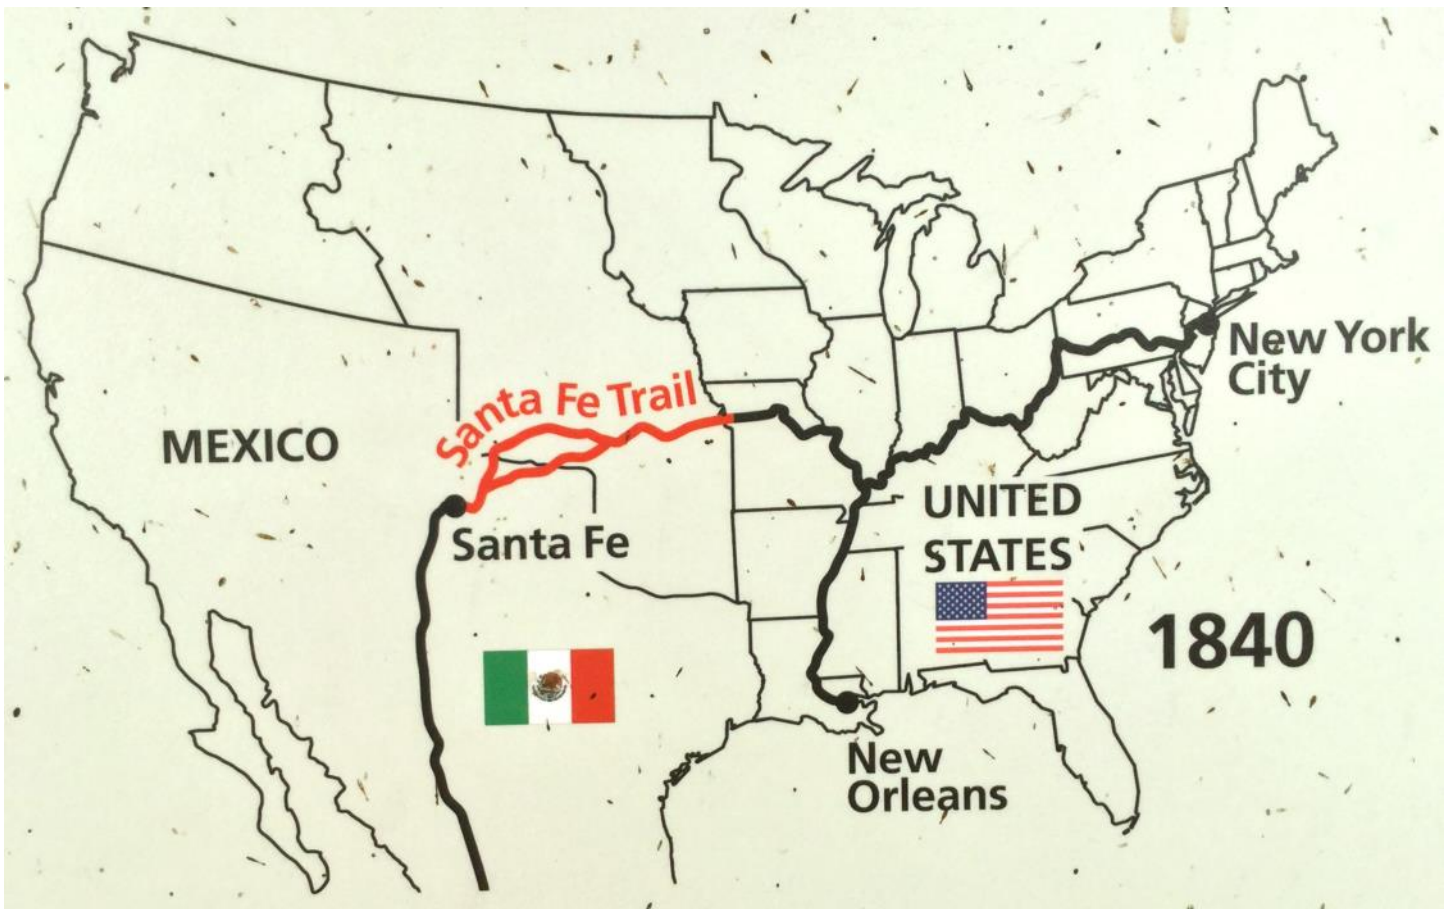 Santa Fe Trail
New York
City
MEXICO
UNITED
STATES
Santa Fe
1840
New
Orleans